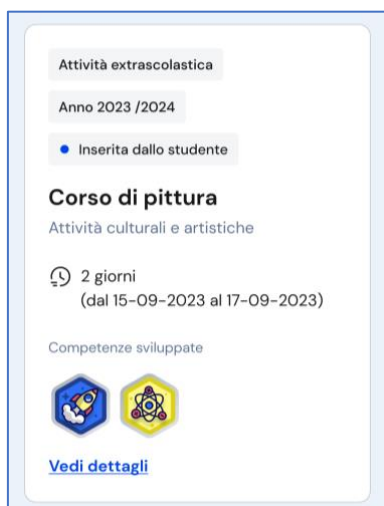 Attività extrascolastica
Anno 2023 /2024
Inserita dallo studente
Corso di pittura
Attività culturali e artistiche
2 giorni
(dal 15-09-2023 al 17-09-2023)
Competenze sviluppate
Vedi dettagli